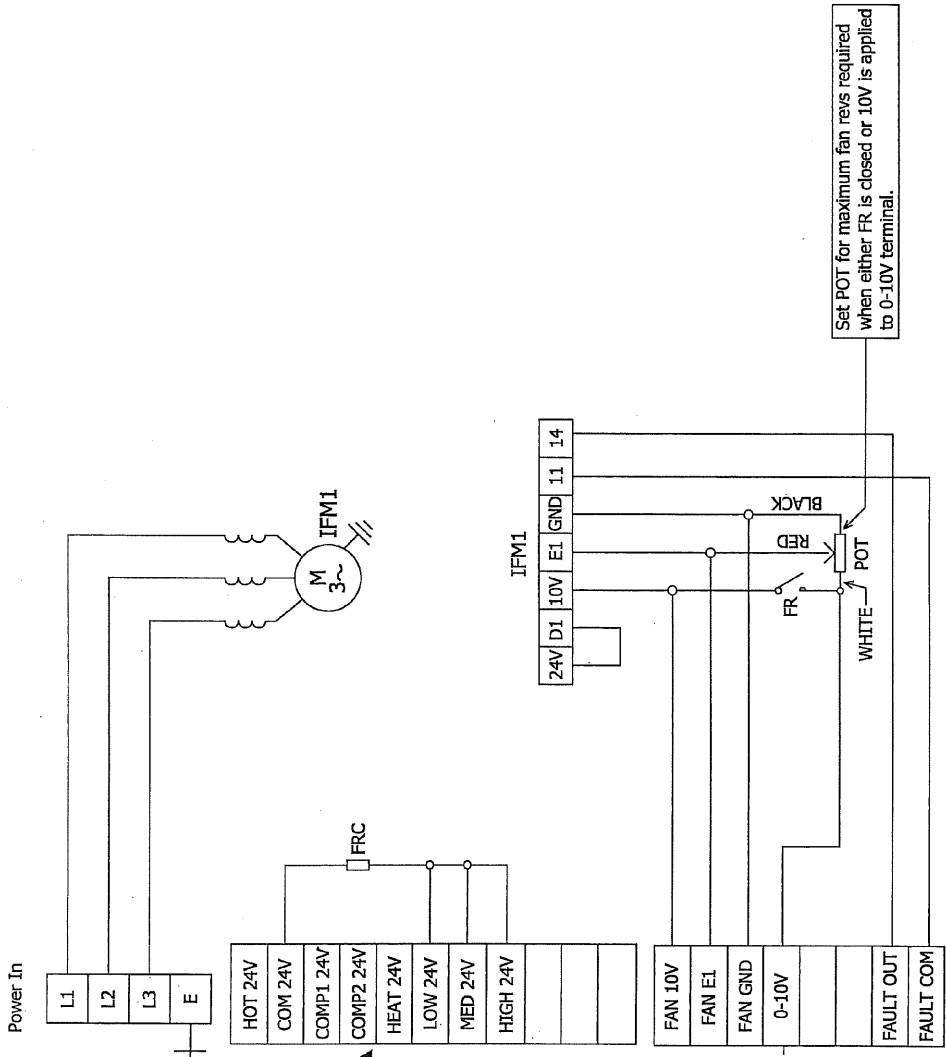 Power In
L1
L2
L3
E
M
3~
IFM1
HOT 24V
COM 24V
COMP1 24V
COMP2 24V
HEAT 24V
LOW 24V
MED 24V
HIGH 24V
FRC
IFM1
24V
D1
10V
E1
GND
11
14
FAN 10V
FAN E1
FAN GND
0-10V
FAULT OUT
FAULT COM
FR
WHITE
RED
BLACK
POT
Set POT for maximum fan revs required
when either FR is closed or 10V is applied
to 0-10V terminal.